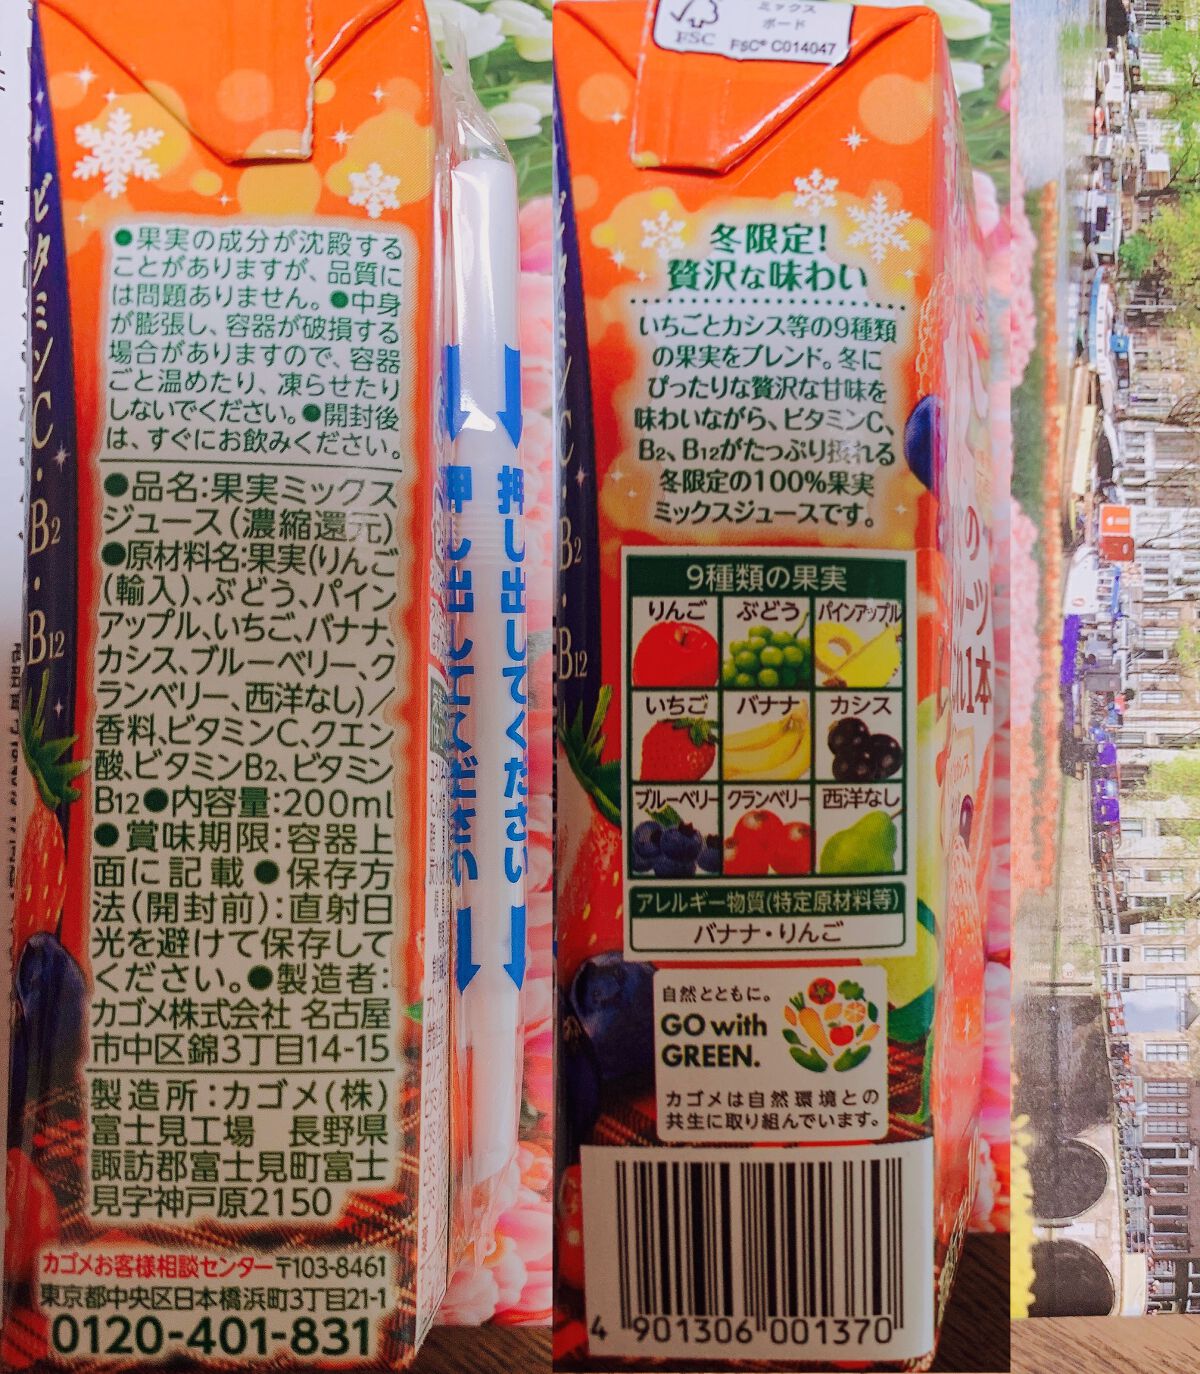 ビタミンC・B2・B12
●果実の成分が沈殿する
ことがありますが、品質に
は問題ありません。●中身
が膨張し、容器が破損する
場合がありますので、容器
ごと温めたり、凍らせたり
しないでください。●開封後
は、すぐにお飲みください。
●品名:果実ミックス
ジュース(濃縮還元)
●原材料名:果実(りんご
(輸入)、ぶどう、パイン
アップル、いちご、バナナ、
カシス、ブルーベリー、ク
ランベリー、西洋なし)/
香料、ビタミンC、クエン
酸、ビタミンB2、ビタミン
B12●内容量:200ml
●賞味期限:容器上
面に記載●保存方
法(開封前):直射日
光を避けて保存して
ください。●製造者:
カゴメ株式会社 名古屋
市中区錦3丁目14-15
製造所:カゴメ(株)
富士見工場 長野県
諏訪郡富士見町富士
見字神戸原2150
カゴメお客様相談センター〒103-8461
東京都中央区日本橋浜町3丁目21-1
0120-401-831
押し出してください
押し出してください
ミックス
ボード
FSC
FSC® C014047
冬限定!
贅沢な味わい
いちごとカシス等の9種類
の果実をブレンド。冬に
ぴったりな贅沢な甘味を
味わいながら、ビタミンC、
B2、B12がたっぷり摂れる
冬限定の100%果実
ミックスジュースです。
9種類の果実
りんご ぶどう パインアップル
いちご バナナ カシス
ブルーベリー クランベリー 西洋なし
アレルギー物質(特定原材料等)
バナナ・りんご
自然とともに。
GO with
GREEN.
カゴメは自然環境との
共生に取り組んでいます。
4 901306 001370
C・B2・B12
の
ーツ
1本